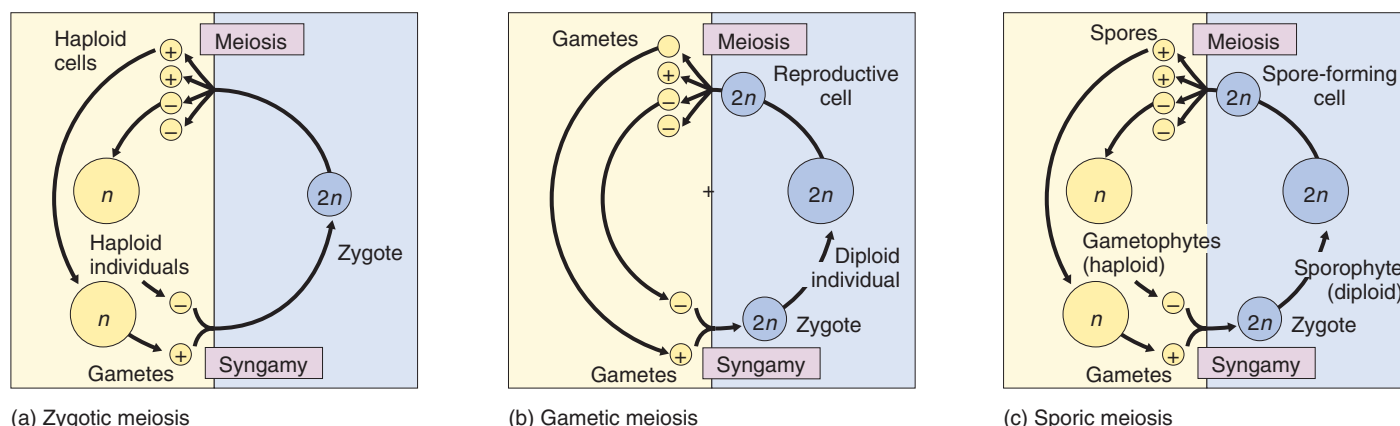 Haploid
cells
+
+
−
−
Meiosis
n
2n
Haploid
individuals
Zygote
n
−
+
Gametes
Syngamy
(a) Zygotic meiosis
Gametes
+
−
−
Meiosis
2n
Reproductive
cell
+
2n
Diploid
individual
−
+
2n
Zygote
Gametes
Syngamy
(b) Gametic meiosis
Spores
+
+
−
−
Meiosis
2n
Spore-forming
cell
n
2n
Gametophytes
(haploid)
Sporophyte
(diploid)
n
−
+
2n
Zygote
Gametes
Syngamy
(c) Sporic meiosis